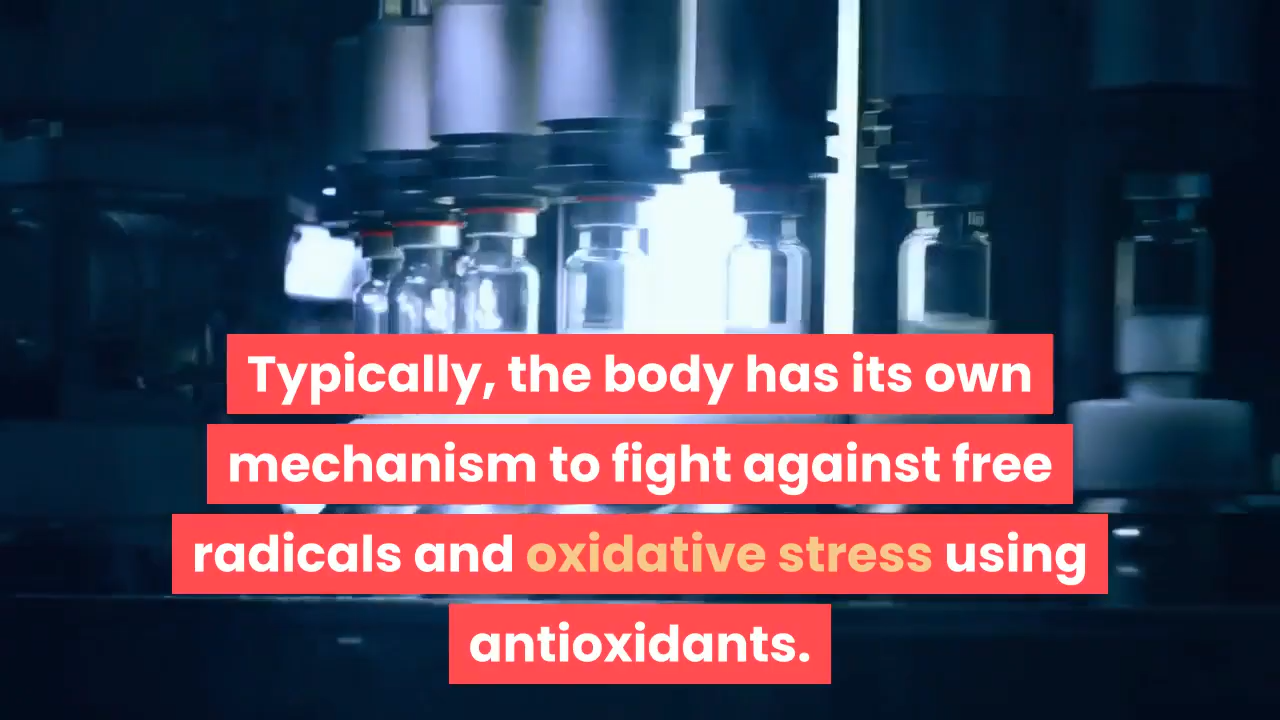 Typically, the body has its own
mechanism to fight against free
radicals and oxidative stress using
antioxidants.